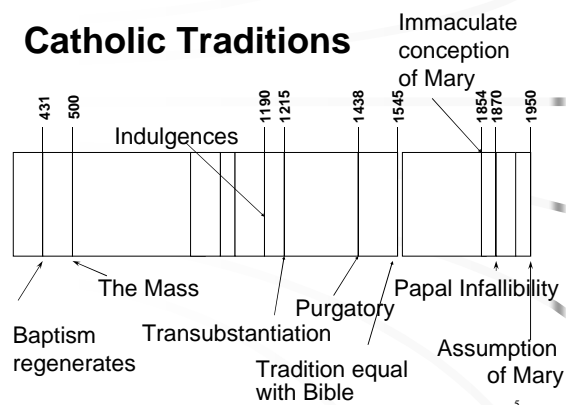 Catholic Traditions
Immaculate
conception
of Mary
431
500
1190
1215
1438
1545
1854
1870
1950
Indulgences
The Mass
Papal Infallibility
Purgatory
Baptism
regenerates
Transubstantiation
Assumption
of Mary
Tradition equal
with Bible
5